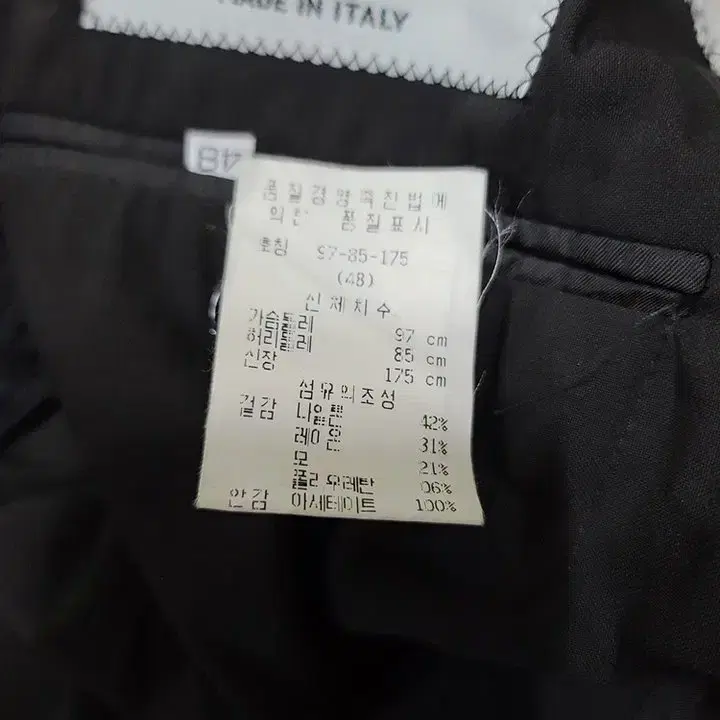 MADE IN ITALY
48
품질경영촉진법에
의한 품질표시
호칭 97-85-175
(48)
신체치수
가슴둘레 97 cm
허리둘레 85 cm
신장 175 cm
섬유의조성
겉감 나일론 42%
레이온 31%
모 21%
폴리우레탄 06%
안감 아세테이트 100%